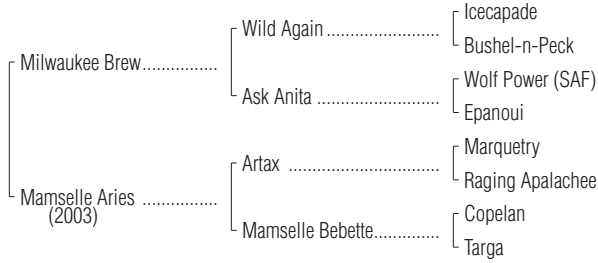 Icecapade
Wild Again ........................
Bushel-n-Peck
Milwaukee Brew................
Wolf Power (SAF)
Ask Anita ..........................
Epanoui
Marquetry
Artax ................................
Raging Apalachee
Mamselle Aries ................
(2003)
Copelan
Mamselle Bebette..............
Targa